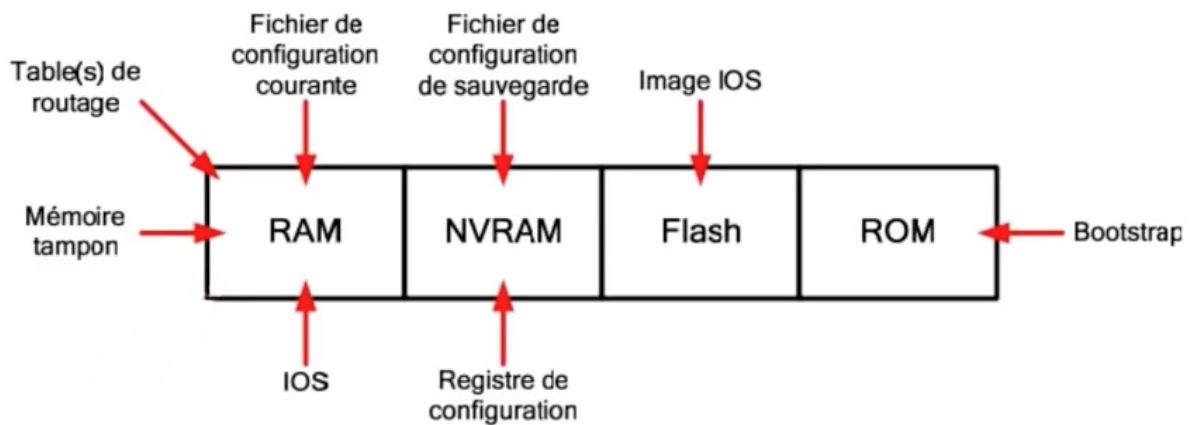 Fichier de
configuration
courante
Fichier de
configuration
de sauvegarde
Image IOS
Table(s) de
routage
Mémoire
tampon
RAM
NVRAM
Flash
ROM
Bootstrap
IOS
Registre de
configuration